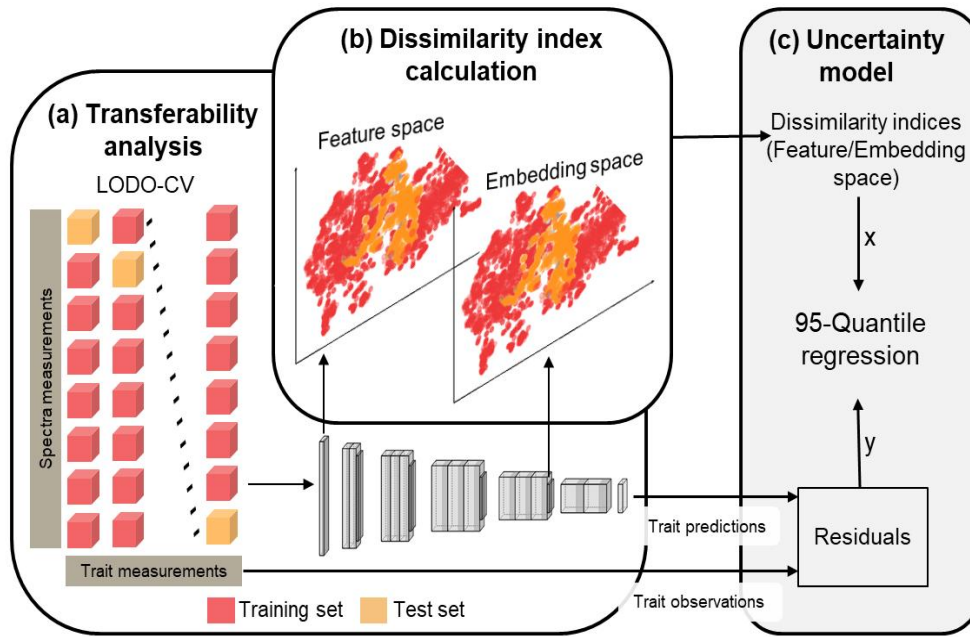 (a) Transferability
analysis
LODO-CV
Spectra measurements
Trait measurements
Training set
Test set
(b) Dissimilarity index
calculation
Feature space
Embedding space
Trait predictions
Trait observations
(c) Uncertainty
model
Dissimilarity indices
(Feature/Embedding
space)
x
95-Quantile
regression
y
Residuals